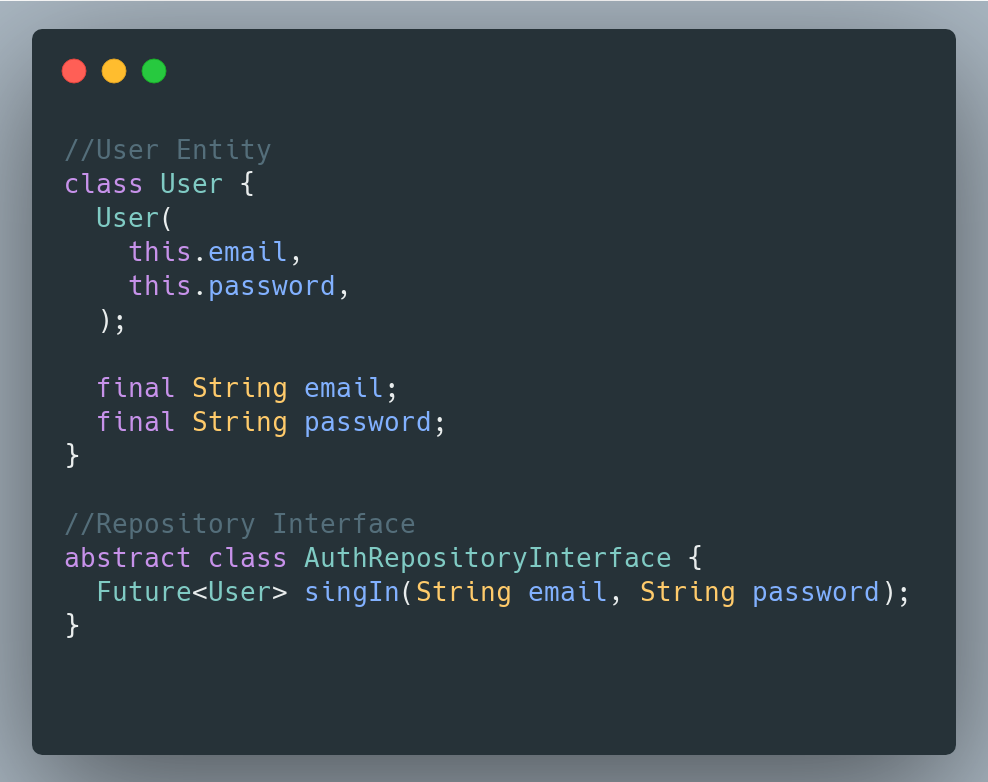 //User Entity
class User {
  User(
    this.email,
    this.password,
  );

  final String email;
  final String password;
}

//Repository Interface
abstract class AuthRepositoryInterface {
  Future<User> singIn(String email, String password);
}